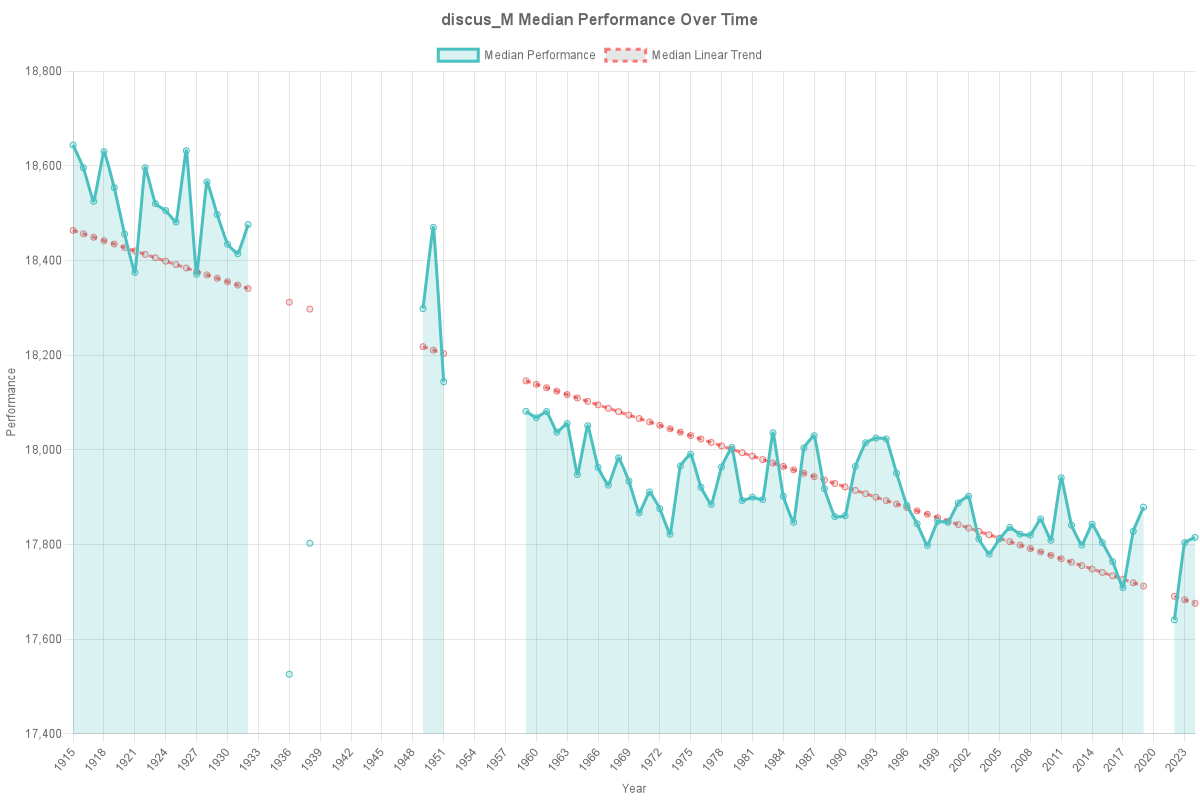 discus_M Median Performance Over Time
Median Performance Median Linear Trend
18,800
18,600
18,400
18,200
18,000
17,800
17,600
17,400
Performance
1915 1918 1921 1924 1927 1930 1933 1936 1939 1942 1945 1948 1951 1954 1957 1960 1963 1966 1969 1972 1975 1978 1981 1984 1987 1990 1993 1996 1999 2002 2005 2008 2011 2014 2017 2020 2023
Year